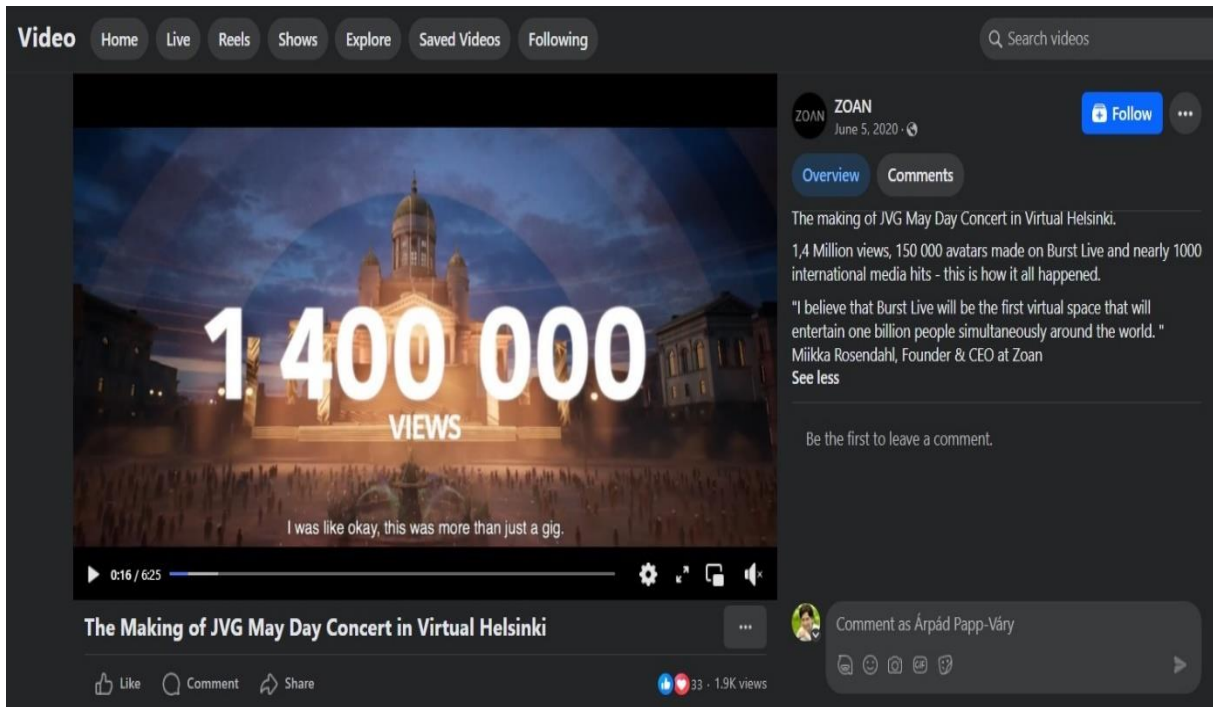 Video Home Live Reels Shows Explore Saved Videos Following
Search videos
1 400 000
VIEWS
I was like okay, this was more than just a gig.
0:16 / 6:25
The Making of JVG May Day Concert in Virtual Helsinki
Like Comment Share
33 · 1.9K views
ZOAN
ZOAN
June 5, 2020 ·
Follow
Overview Comments
The making of JVG May Day Concert in Virtual Helsinki.
1,4 Million views, 150 000 avatars made on Burst Live and nearly 1000
international media hits - this is how it all happened.
"I believe that Burst Live will be the first virtual space that will
entertain one billion people simultaneously around the world. "
Miikka Rosendahl, Founder & CEO at Zoan
See less
Be the first to leave a comment.
Comment as Árpád Papp-Váry
GIF